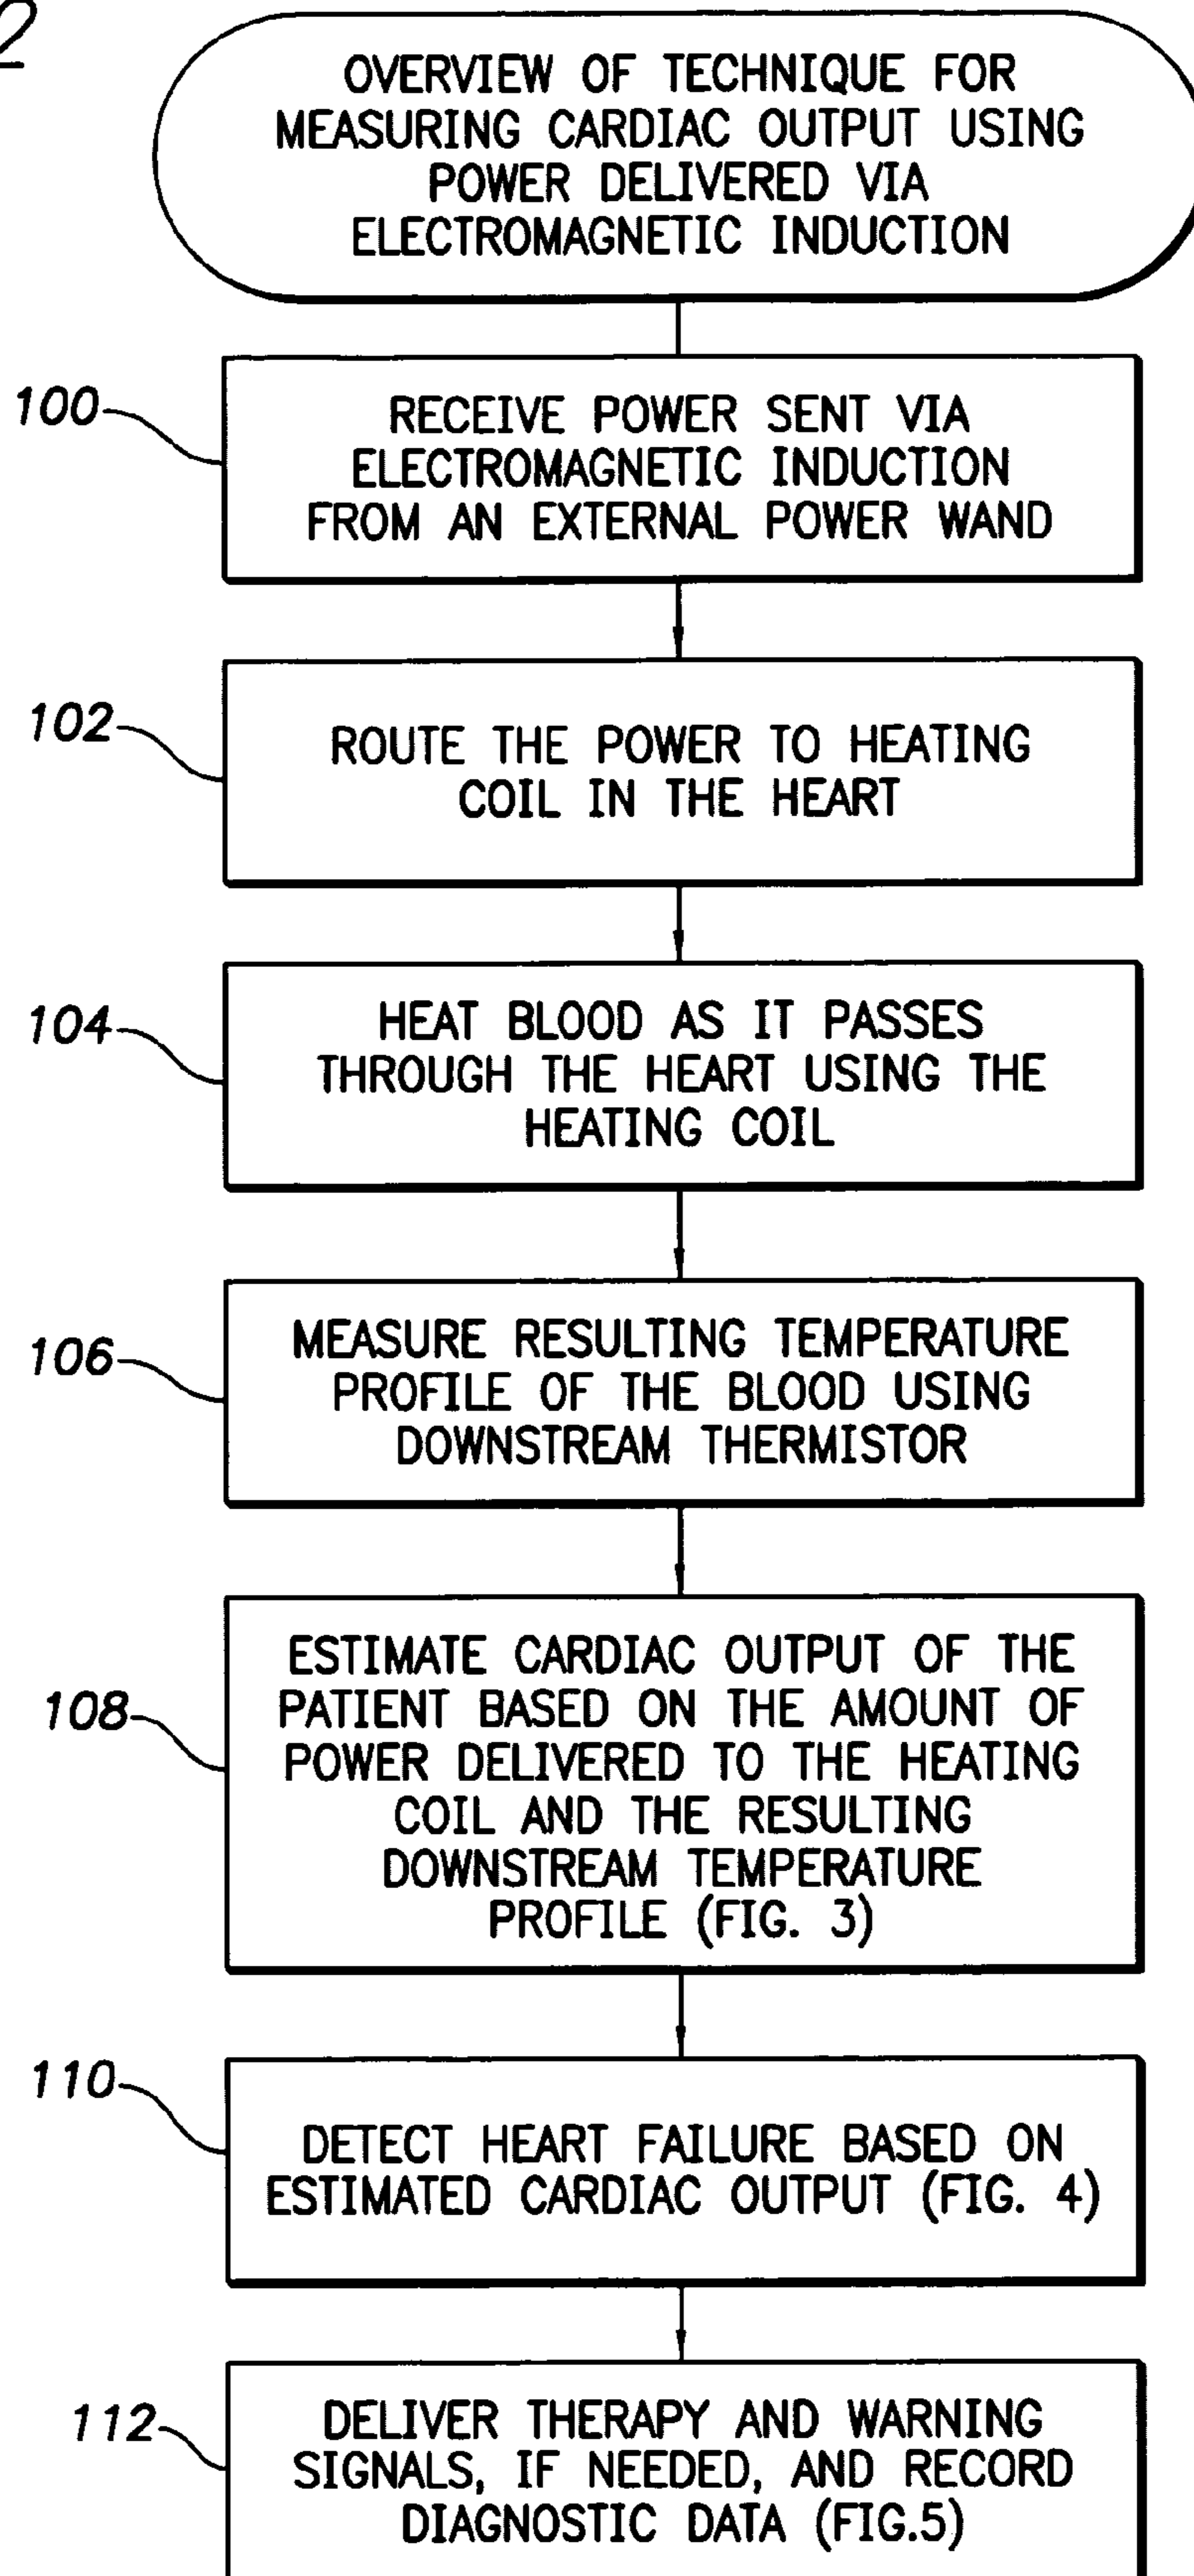 2
OVERVIEW OF TECHNIQUE FOR
MEASURING CARDIAC OUTPUT USING
POWER DELIVERED VIA
ELECTROMAGNETIC INDUCTION
100
RECEIVE POWER SENT VIA
ELECTROMAGNETIC INDUCTION
FROM AN EXTERNAL POWER WAND
102
ROUTE THE POWER TO HEATING
COIL IN THE HEART
104
HEAT BLOOD AS IT PASSES
THROUGH THE HEART USING THE
HEATING COIL
106
MEASURE RESULTING TEMPERATURE
PROFILE OF THE BLOOD USING
DOWNSTREAM THERMISTOR
108
ESTIMATE CARDIAC OUTPUT OF THE
PATIENT BASED ON THE AMOUNT OF
POWER DELIVERED TO THE HEATING
COIL AND THE RESULTING
DOWNSTREAM TEMPERATURE
PROFILE (FIG. 3)
110
DETECT HEART FAILURE BASED ON
ESTIMATED CARDIAC OUTPUT (FIG. 4)
112
DELIVER THERAPY AND WARNING
SIGNALS, IF NEEDED, AND RECORD
DIAGNOSTIC DATA (FIG.5)